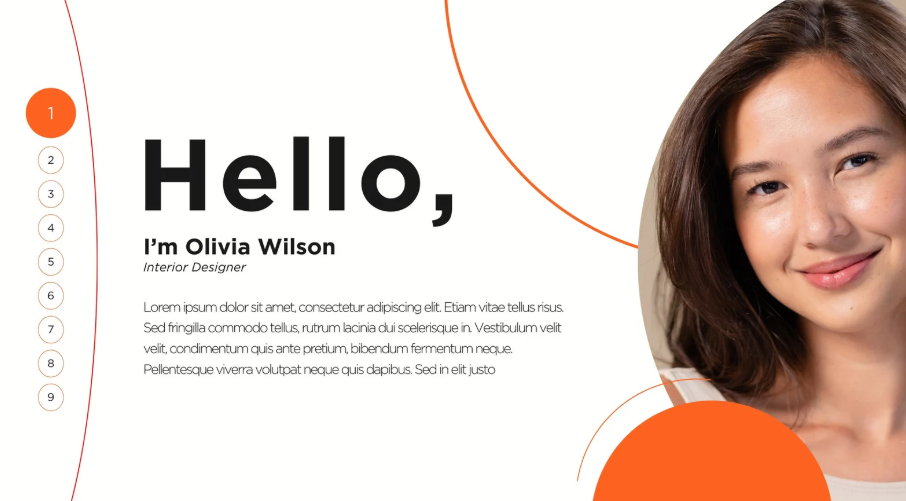 1
2
3
4
5
6
7
8
9
Hello,
I'm Olivia Wilson
Interior Designer
Lorem ipsum dolor sit amet, consectetur adipiscing elit. Etiam vitae tellus risus.
Sed fringilla commodo tellus, rutrum lacinia dui scelerisque in. Vestibulum velit
velit, condimentum quis ante pretium, bibendum fermentum neque.
Pellentesque viverra volutpat neque quis dapibus. Sed in elit justo